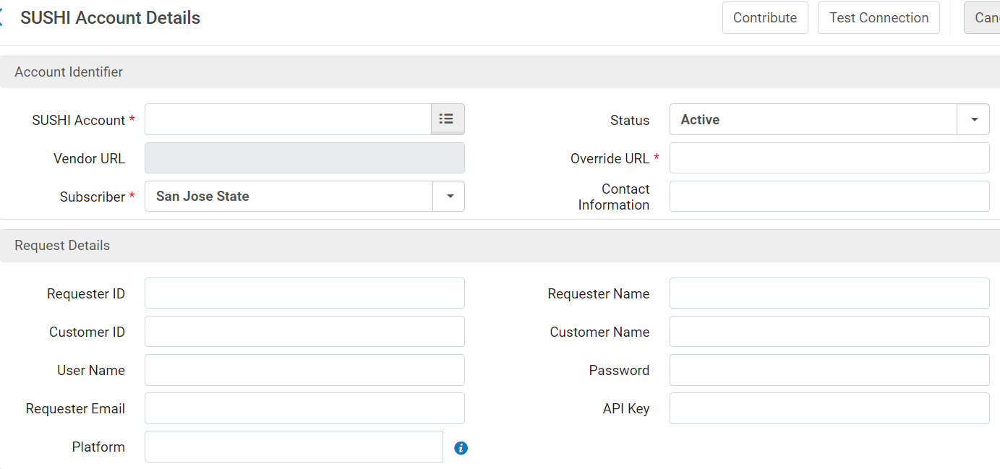 SUSHI Account Details
Contribute
Test Connection
Can
Account Identifier
SUSHI Account *
Status
Active
Vendor URL
Override URL *
Subscriber *
San Jose State
Contact
Information
Request Details
Requester ID
Requester Name
Customer ID
Customer Name
User Name
Password
Requester Email
API Key
Platform